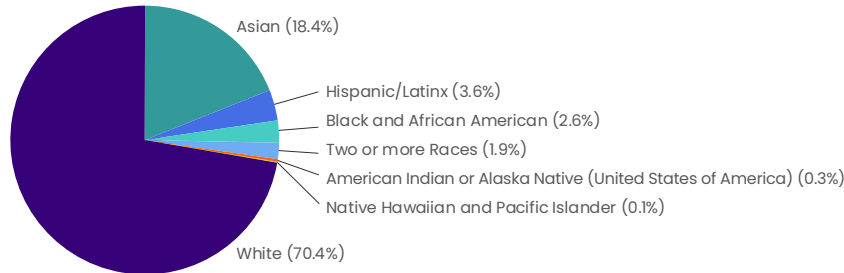 Asian (18.4%)
Hispanic/Latinx (3.6%)
Black and African American (2.6%)
Two or more Races (1.9%)
American Indian or Alaska Native (United States of America) (0.3%)
Native Hawaiian and Pacific Islander (0.1%)
White (70.4%)